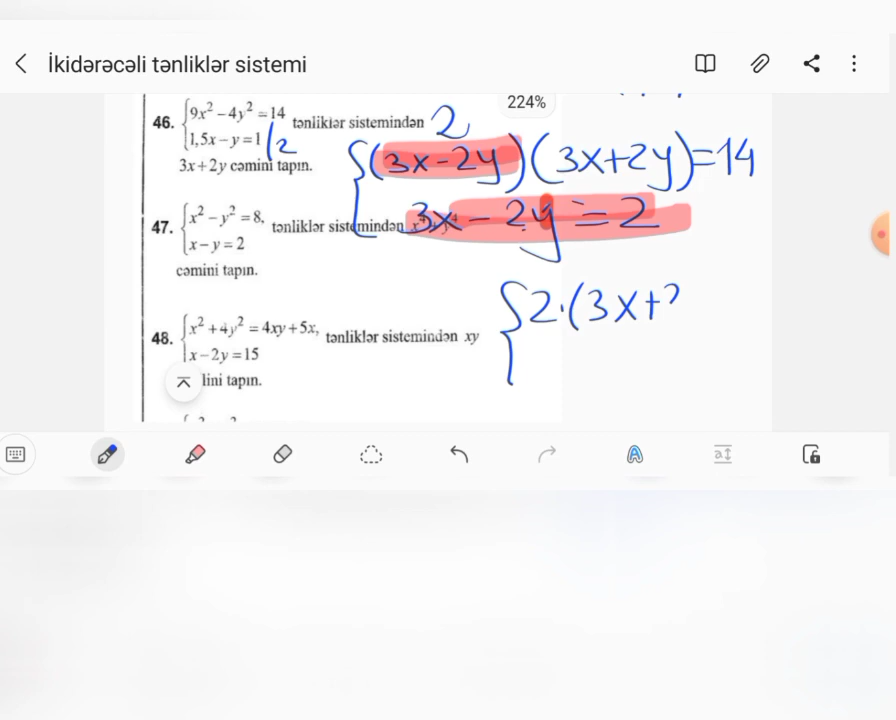 İkidərəcəli tənliklər sistemi
224%
46. {9x² − 4y² = 14
1,5x − y = 1 |2 tənliklər sistemindən
3x + 2y cəmini tapın.
2
{(3x − 2y)(3x + 2y) = 14
3x − 2y = 2
47. {x² − y² = 8,
x − y = 2 tənliklər sistemindən
cəmini tapın.
{2·(3x+
48. {x² + 4y² = 4xy + 5x,
x − 2y = 15 tənliklər sistemindən xy
lini tapın.